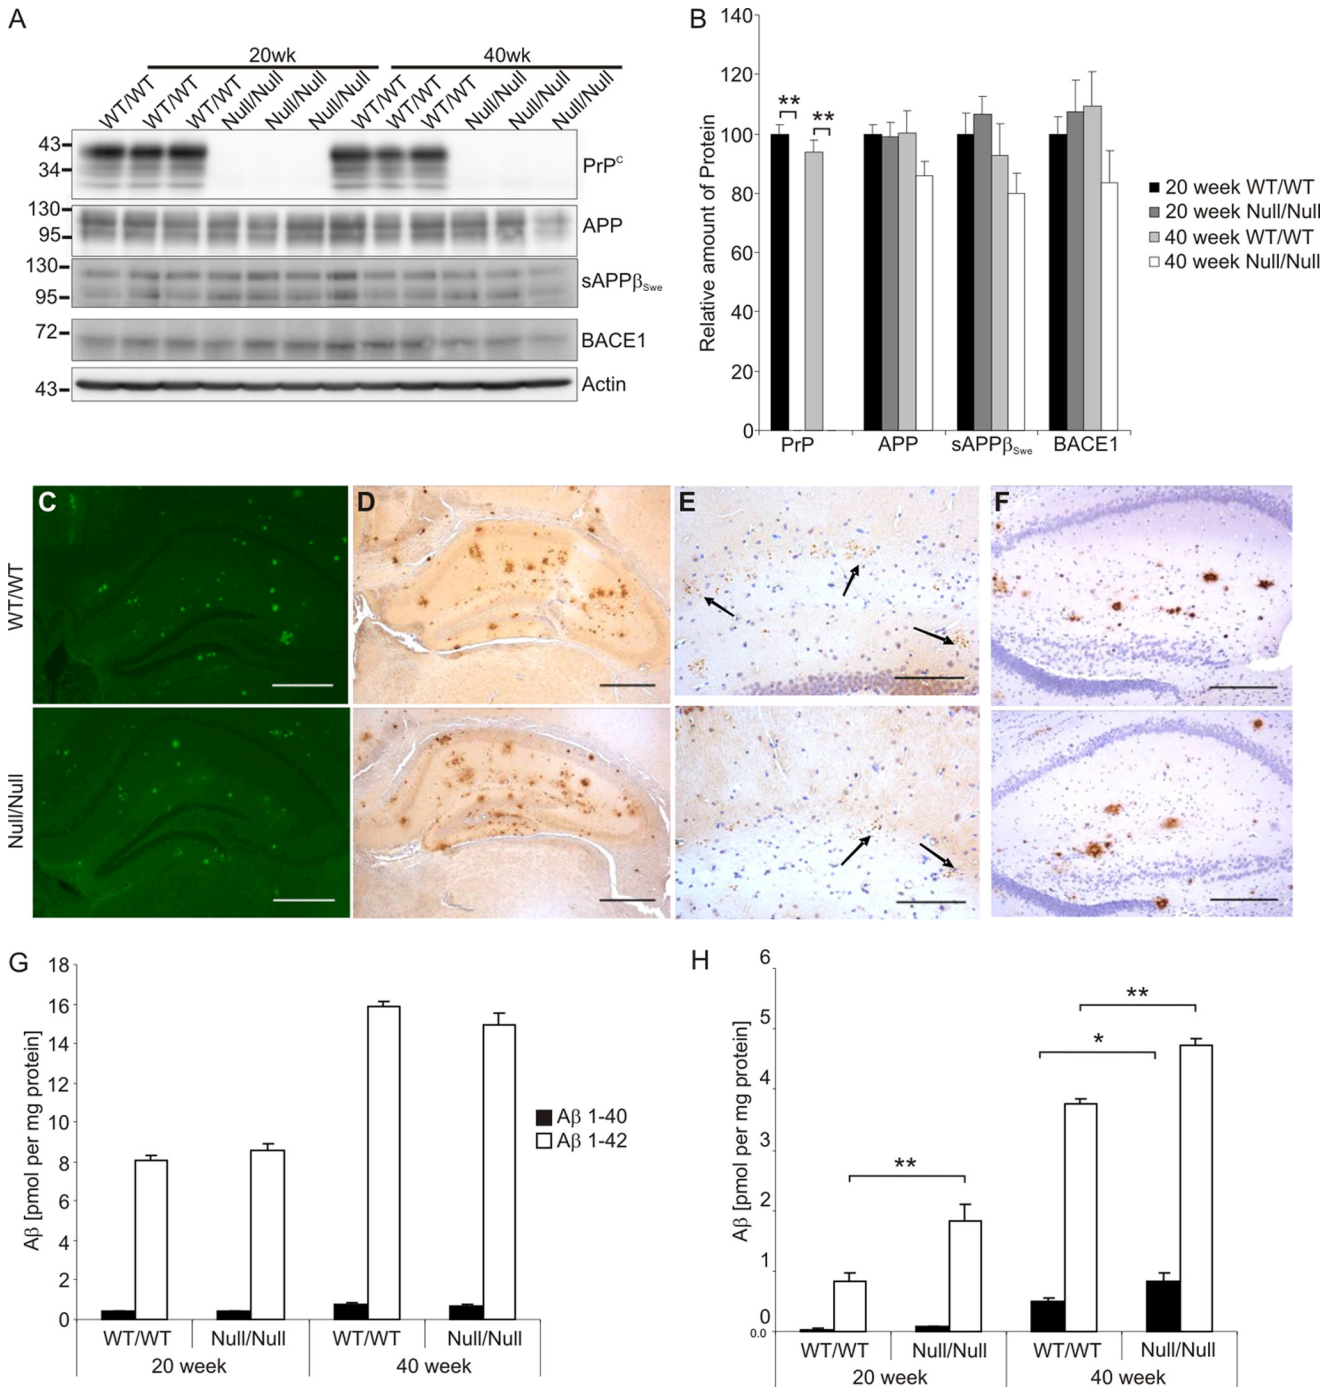 A
20wk
40wk
WT/WT
WT/WT
WT/WT
Null/Null
Null/Null
Null/Null
WT/WT
WT/WT
WT/WT
Null/Null
Null/Null
Null/Null
43
34
PrPᶜ
130
95
APP
130
95
sAPPβSwe
72
BACE1
43
Actin
B
Relative amount of Protein
140
120
100
80
60
40
20
0
**
**
PrP
APP
sAPPβSwe
BACE1
20 week WT/WT
20 week Null/Null
40 week WT/WT
40 week Null/Null
C
D
E
F
WT/WT
Null/Null
G
Aβ [pmol per mg protein]
18
16
14
12
10
8
6
4
2
0
WT/WT
Null/Null
WT/WT
Null/Null
20 week
40 week
Aβ 1-40
Aβ 1-42
H
Aβ [pmol per mg protein]
6
5
4
3
2
1
0
0.0
**
*
**
WT/WT
Null/Null
WT/WT
Null/Null
20 week
40 week